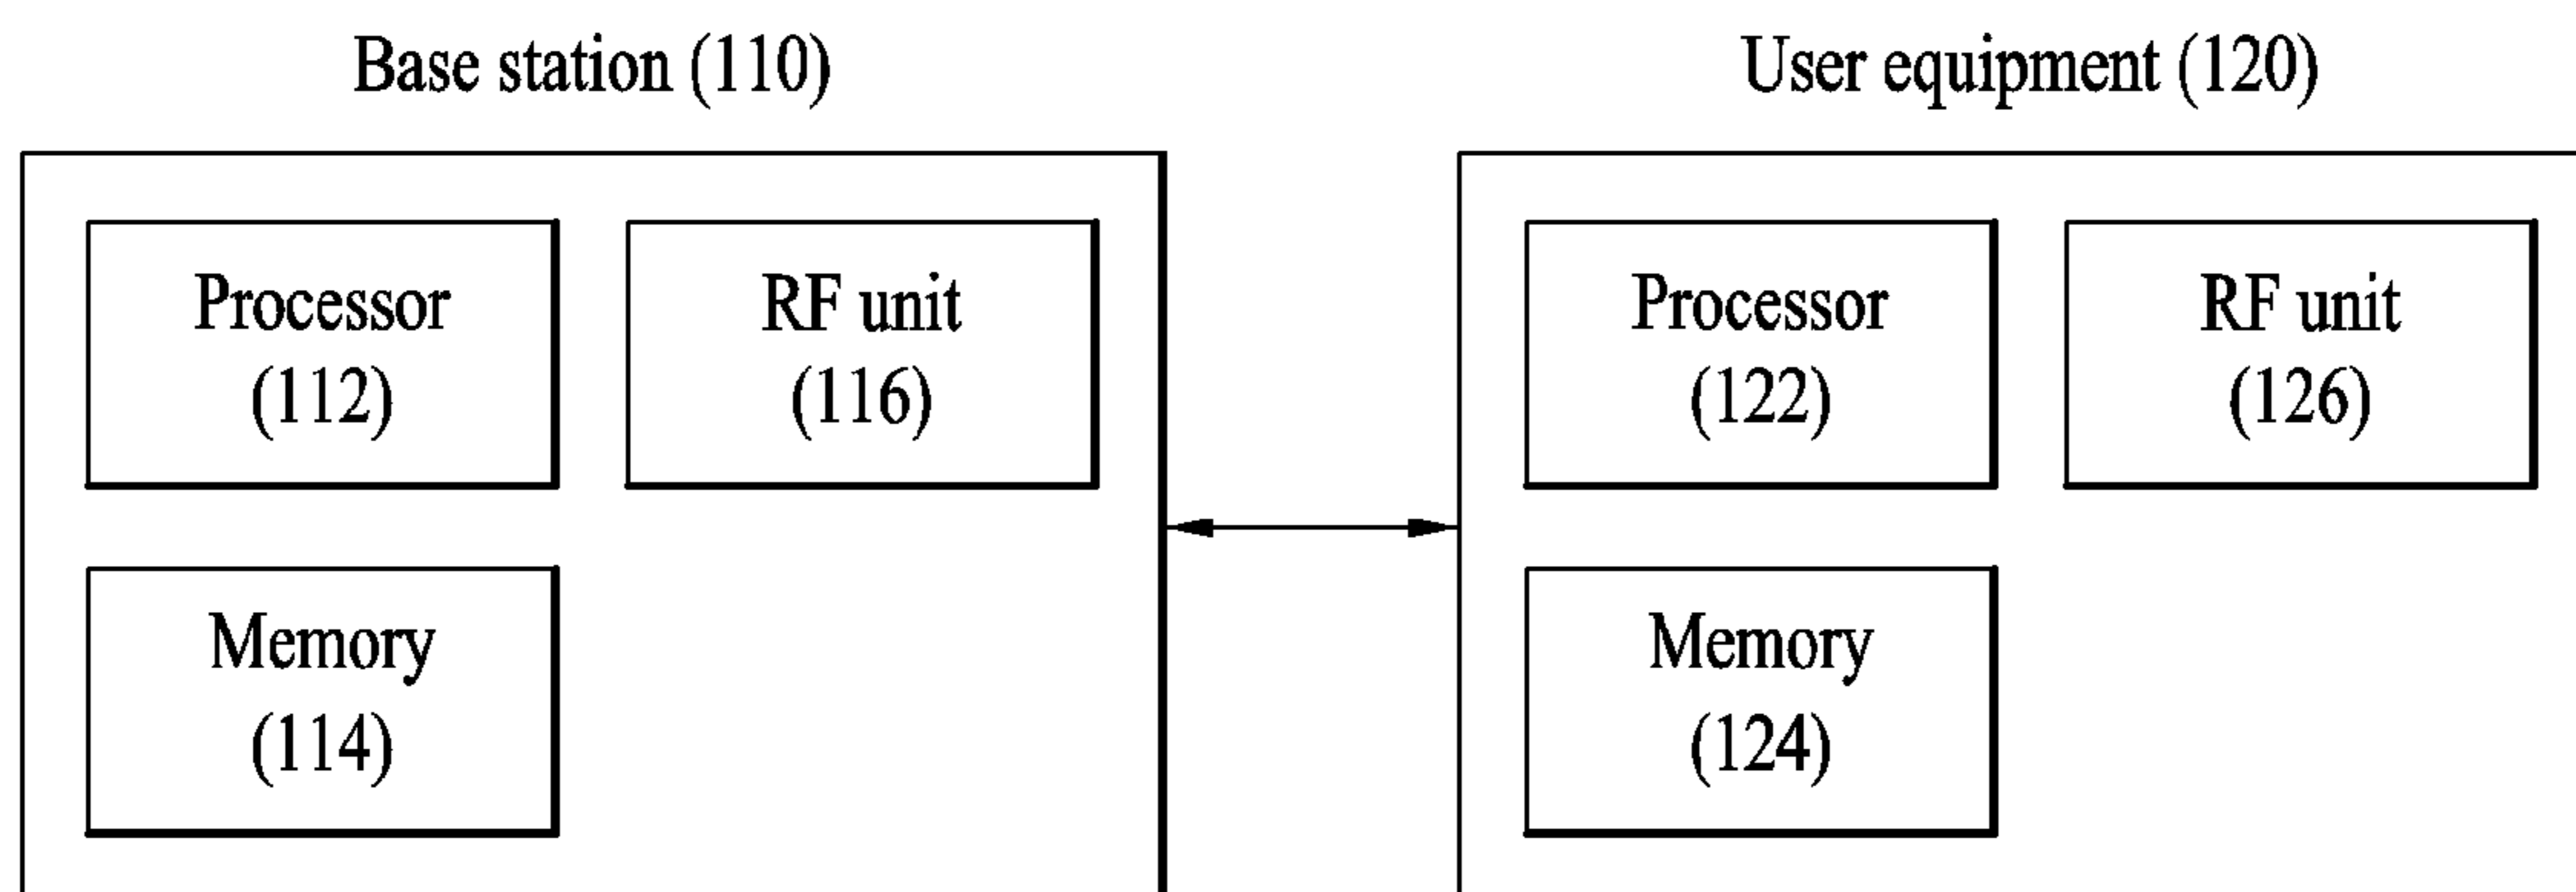 Base station (110)
User equipment (120)
Processor
(112)
RF unit
(116)
Memory
(114)
Processor
(122)
RF unit
(126)
Memory
(124)